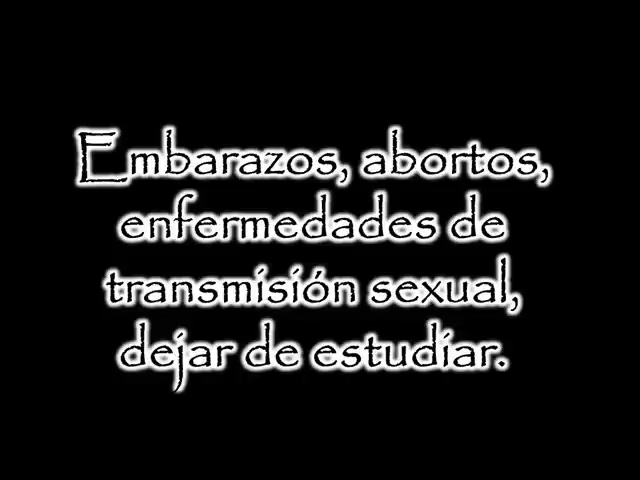 Embarazos, abortos,
enfermedades de
transmisión sexual,
dejar de estudiar.